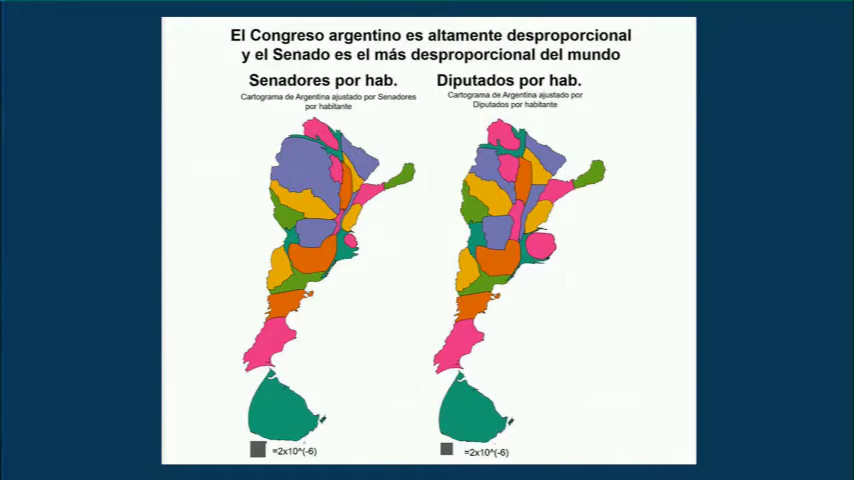 El Congreso argentino es altamente desproporcional
y el Senado es el más desproporcional del mundo
Senadores por hab.
Cartograma de Argentina ajustado por Senadores
por habitante
Diputados por hab.
Cartograma de Argentina ajustado por
Diputados por habitante
=2x10^(-6)
=2x10^(-6)